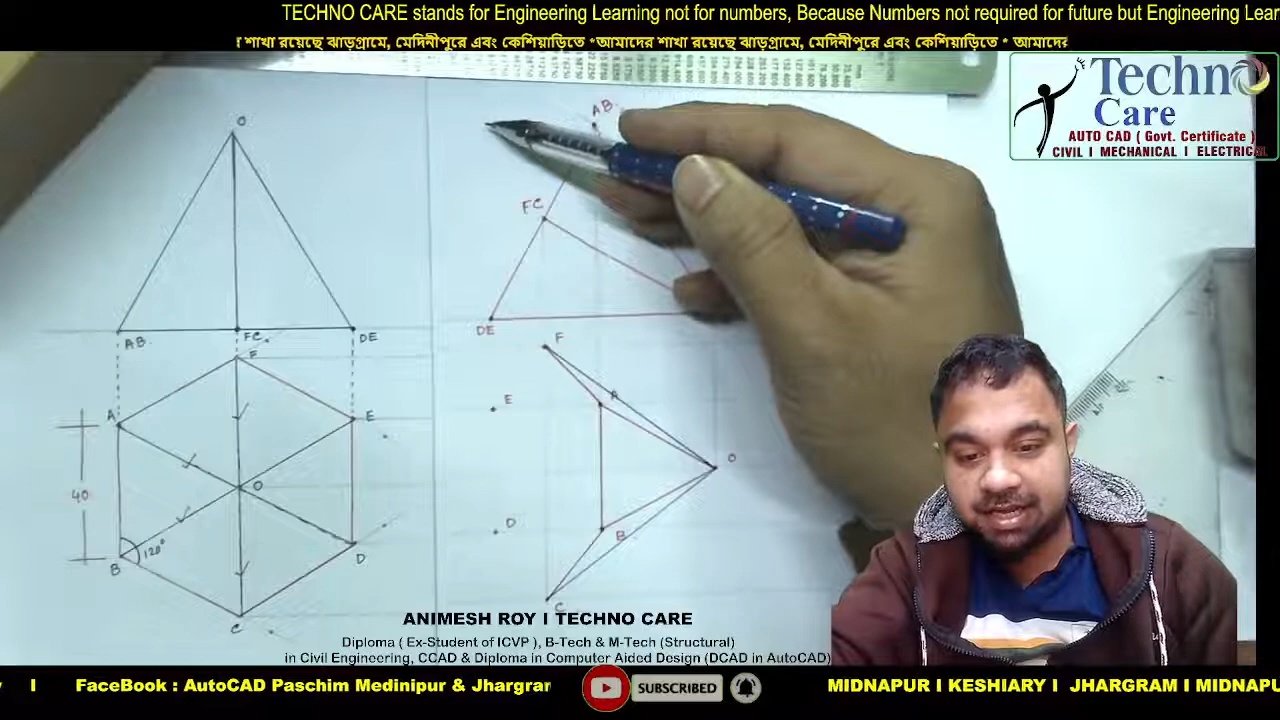 TECHNO CARE stands for Engineering Learning not for numbers, Because Numbers not required for future but Engineering Lear
শাখা রয়েছে ঝাড়গ্রামে, মেদিনীপুরে এবং কেশিয়াড়িতে *আমাদের শাখা রয়েছে ঝাড়গ্রামে, মেদিনীপুরে এবং কেশিয়াড়িতে * আমাদের
Techno
Care
AUTO CAD ( Govt. Certificate )
CIVIL I MECHANICAL I ELECTRICAL
O
AB.
FC
AB.
FC.
DE
DE
F
F
A
E
E
A
40
O
O
D
B
120°
B
D
C
C
ANIMESH ROY I TECHNO CARE
Diploma ( Ex-Student of ICVP ), B-Tech & M-Tech (Structural)
in Civil Engineering, CCAD & Diploma in Computer Aided Design (DCAD in AutoCAD)
y I FaceBook : AutoCAD Paschim Medinipur & Jhargran
SUBSCRIBED
MIDNAPUR I KESHIARY I JHARGRAM I MIDNAPU